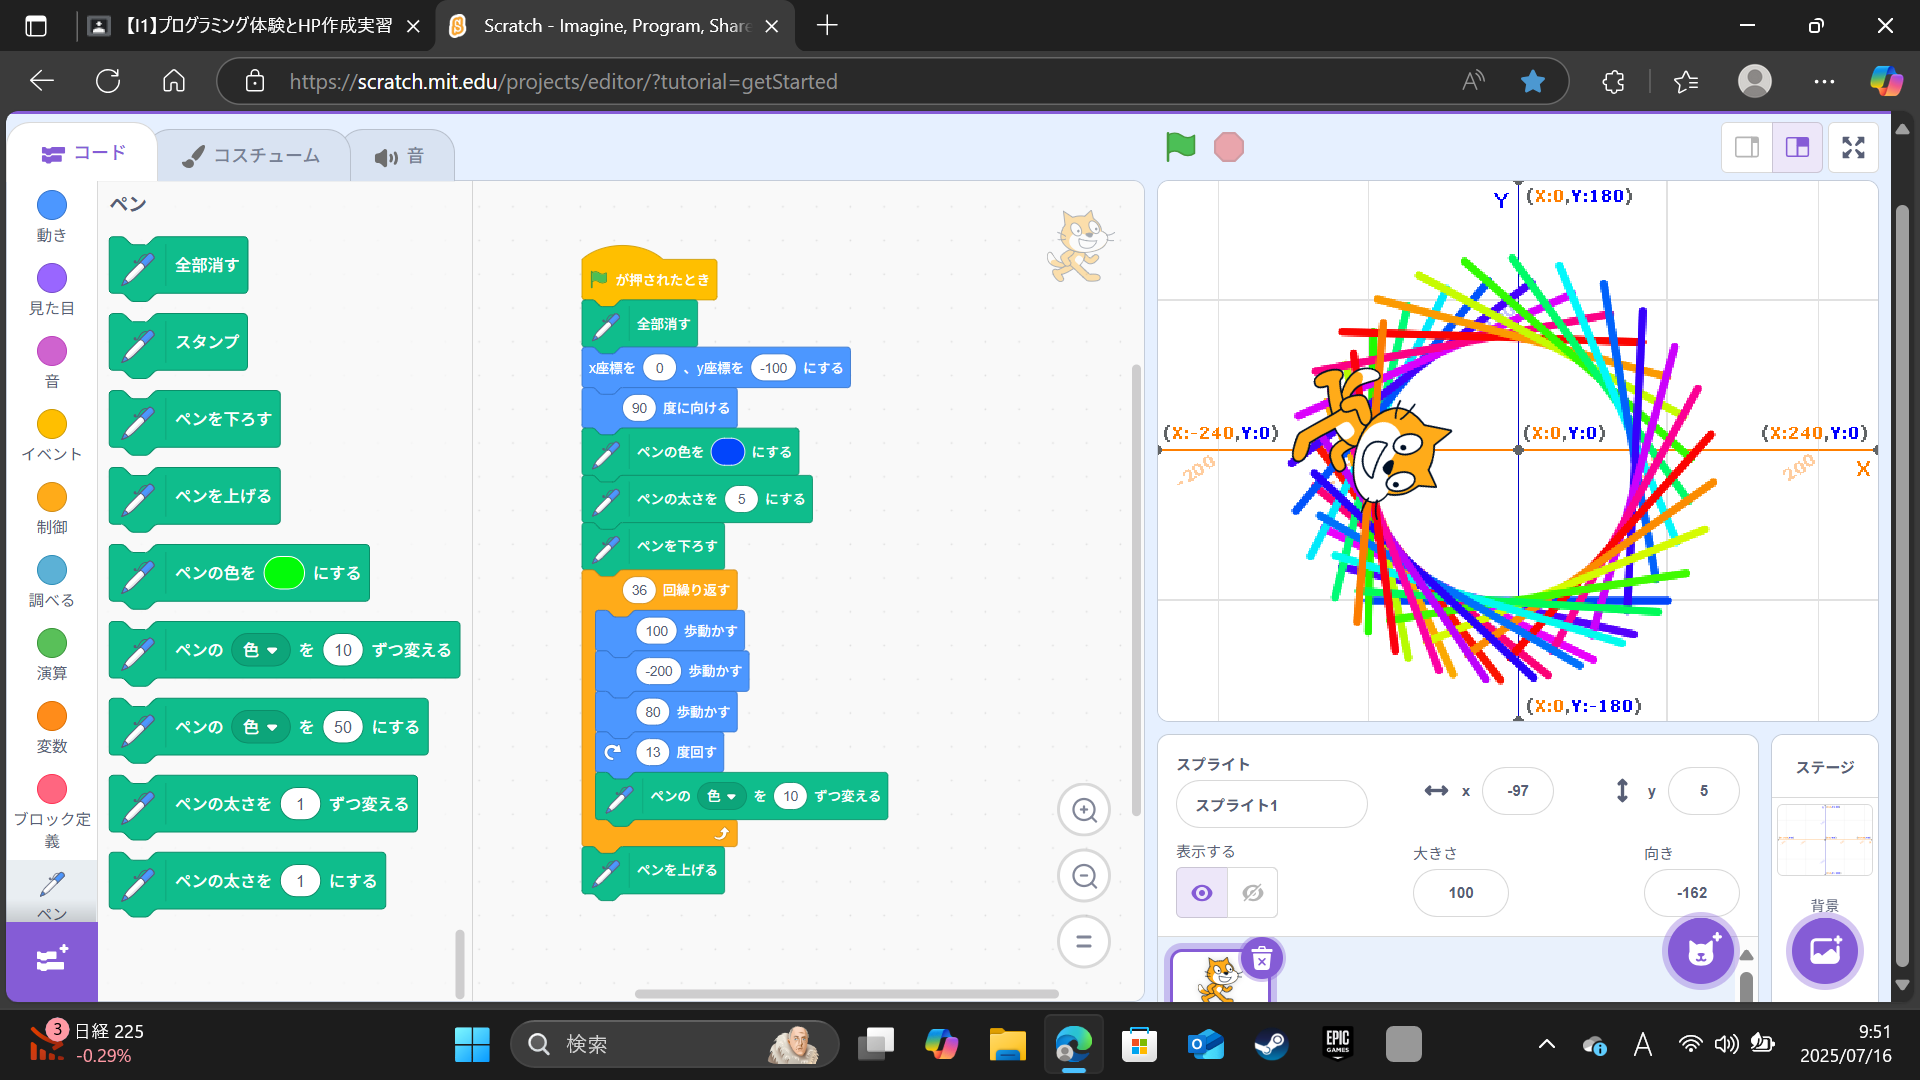 【I1】プログラミング体験とHP作成実習
Scratch - Imagine, Program, Share
https://scratch.mit.edu/projects/editor/?tutorial=getStarted
コード
コスチューム
音
動き
見た目
音
イベント
制御
調べる
演算
変数
ブロック定
義
ペン
ペン
全部消す
スタンプ
ペンを下ろす
ペンを上げる
ペンの色を にする
ペンの 色 を 10 ずつ変える
ペンの 色 を 50 にする
ペンの太さを 1 ずつ変える
ペンの太さを 1 にする
が押されたとき
全部消す
x座標を 0 、y座標を -100 にする
90 度に向ける
ペンの色を にする
ペンの太さを 5 にする
ペンを下ろす
36 回繰り返す
100 歩動かす
-200 歩動かす
80 歩動かす
13 度回す
ペンの 色 を 10 ずつ変える
ペンを上げる
Y (X:0,Y:180)
(X:-240,Y:0) (X:0,Y:0) (X:240,Y:0)
-200 200 X
(X:0,Y:-180)
スプライト
スプライト1
x -97
y 5
表示する
大きさ
100
向き
-162
ステージ
背景
3
日経 225
-0.29%
検索
EPIC
GAMES
A
9:51
2025/07/16